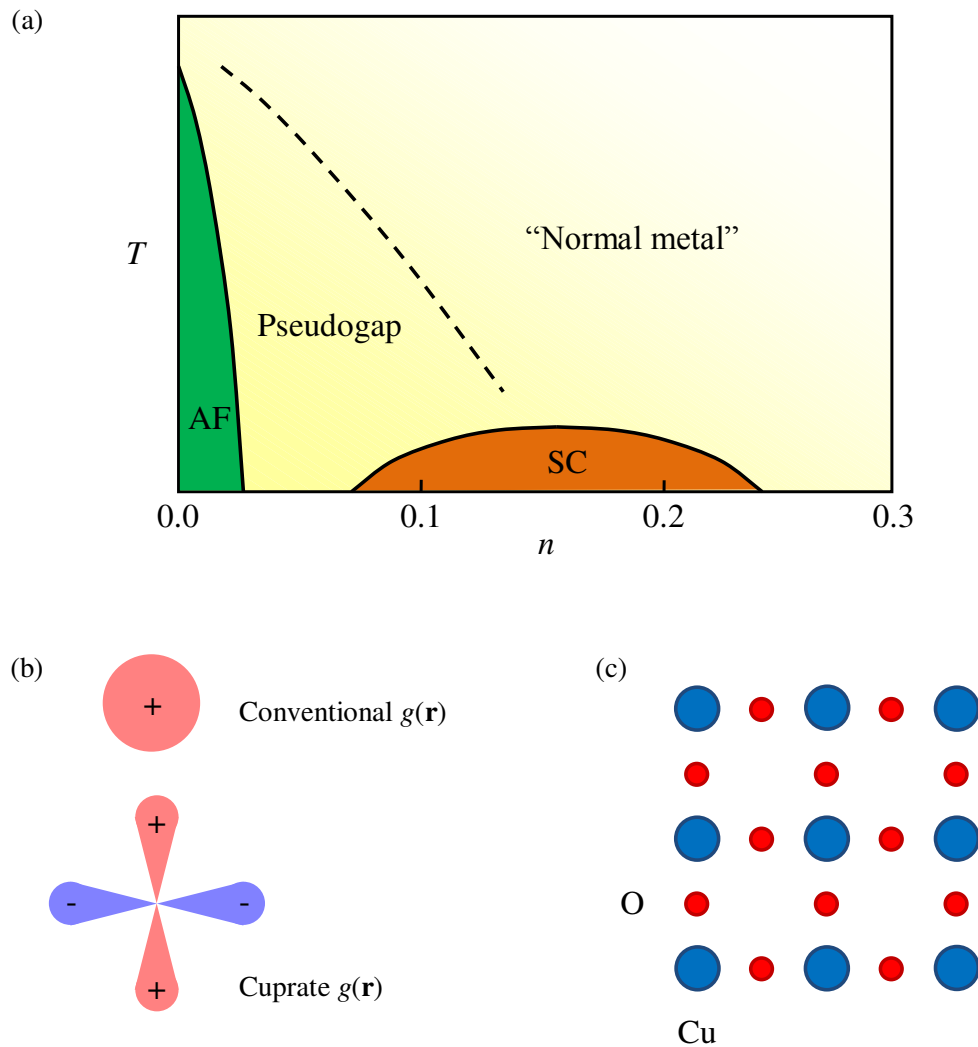 (a)
T
“Normal metal”
Pseudogap
AF
SC
0.0 0.1 0.2 0.3
n
(b)
+
Conventional g(r)
+
- -
+
Cuprate g(r)
(c)
O
Cu